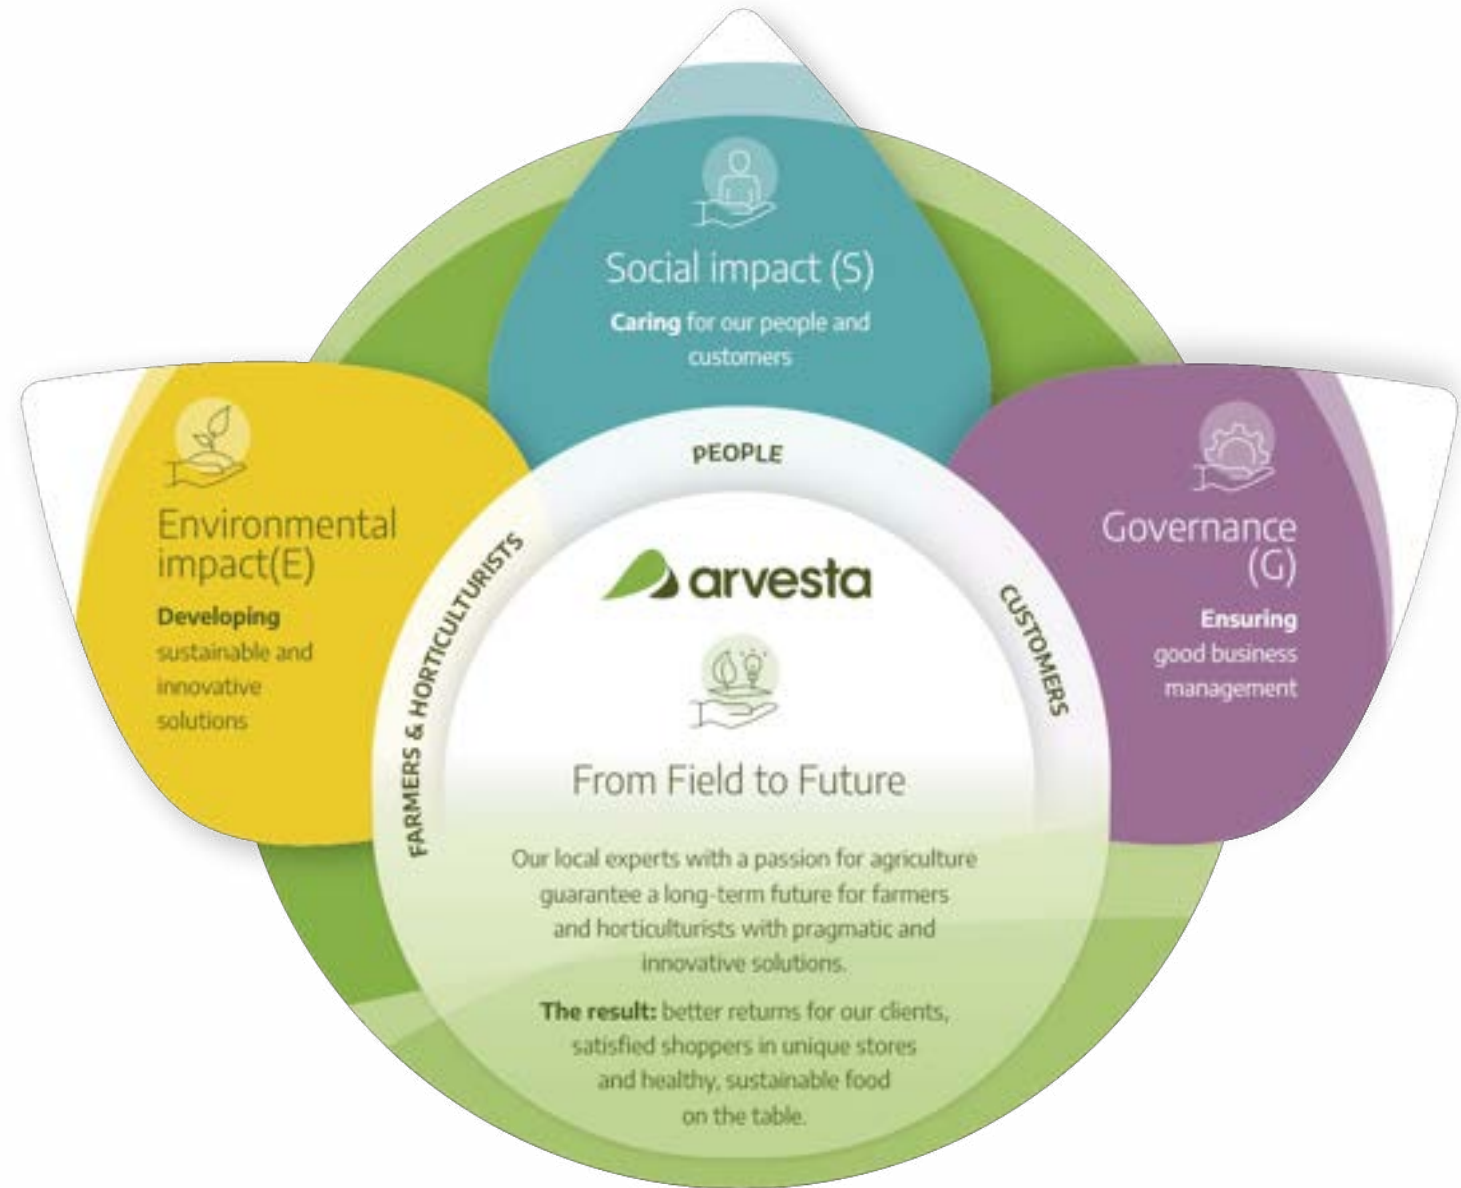 Social impact (S)
Caring for our people and
customers
Environmental
impact(E)
Developing
sustainable and
innovative
solutions
Governance
(G)
Ensuring
good business
management
FARMERS & HORTICULTURISTS
PEOPLE
CUSTOMERS
arvesta
From Field to Future
Our local experts with a passion for agriculture
guarantee a long-term future for farmers
and horticulturists with pragmatic and
innovative solutions.
The result: better returns for our clients,
satisfied shoppers in unique stores
and healthy, sustainable food
on the table.